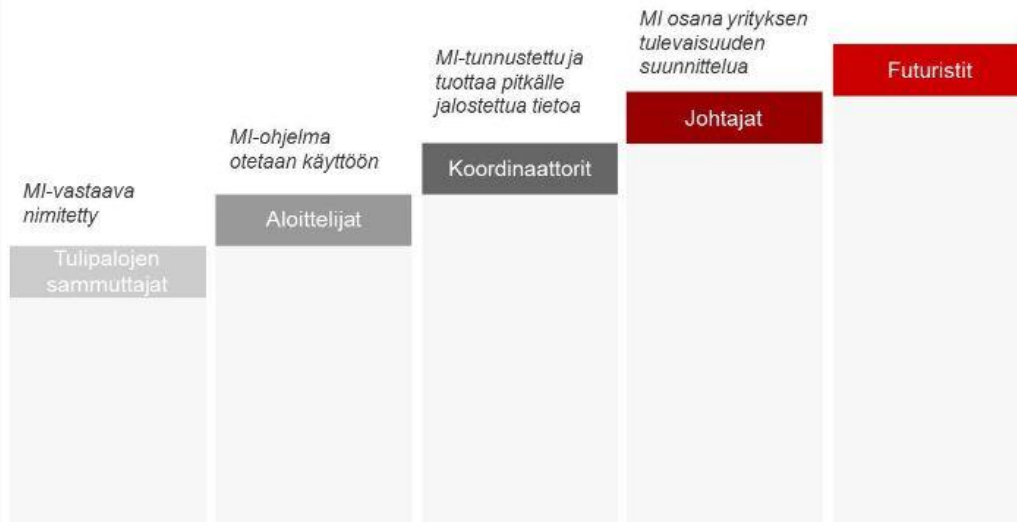 MI-vastaava
nimitetty
Tulipalojen
sammuttajat
MI-ohjelma
otetaan käyttöön
Aloittelijat
MI-tunnustettu ja
tuottaa pitkälle
jalostettua tietoa
Koordinaattorit
MI osana yrityksen
tulevaisuuden
suunnittelua
Johtajat
Futuristit